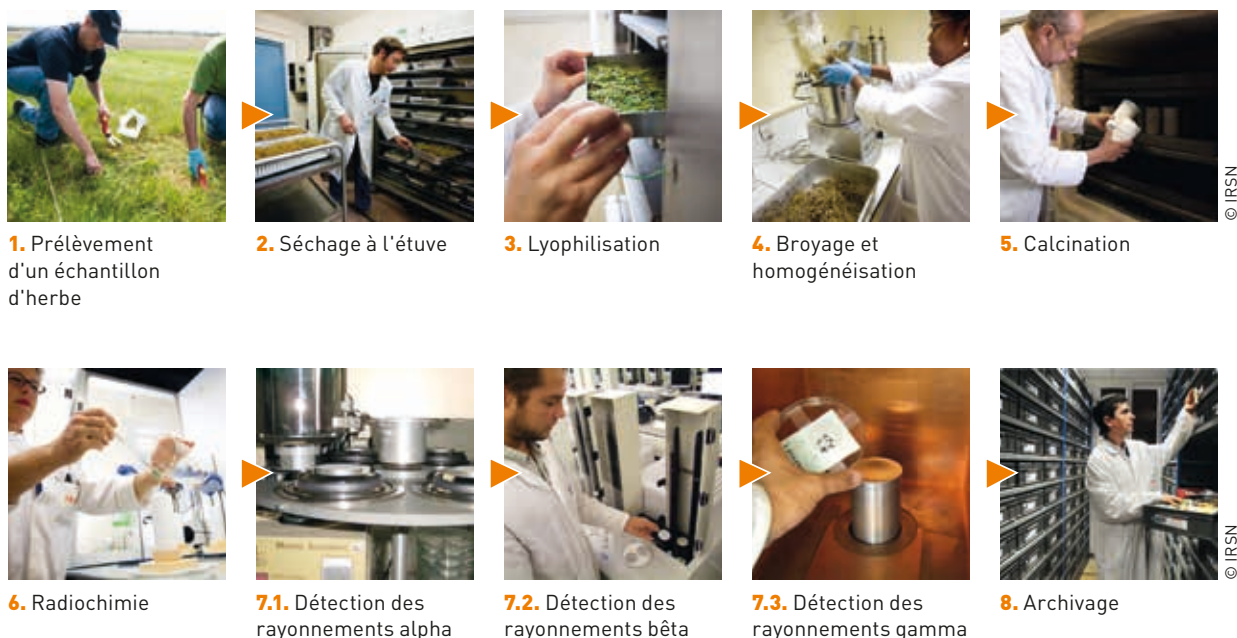 1. Prélèvement
d'un échantillon
d'herbe
2. Séchage à l'étuve
3. Lyophilisation
4. Broyage et
homogénéisation
5. Calcination
© IRSN
6. Radiochimie
7.1. Détection des
rayonnements alpha
7.2. Détection des
rayonnements bêta
7.3. Détection des
rayonnements gamma
8. Archivage
© IRSN